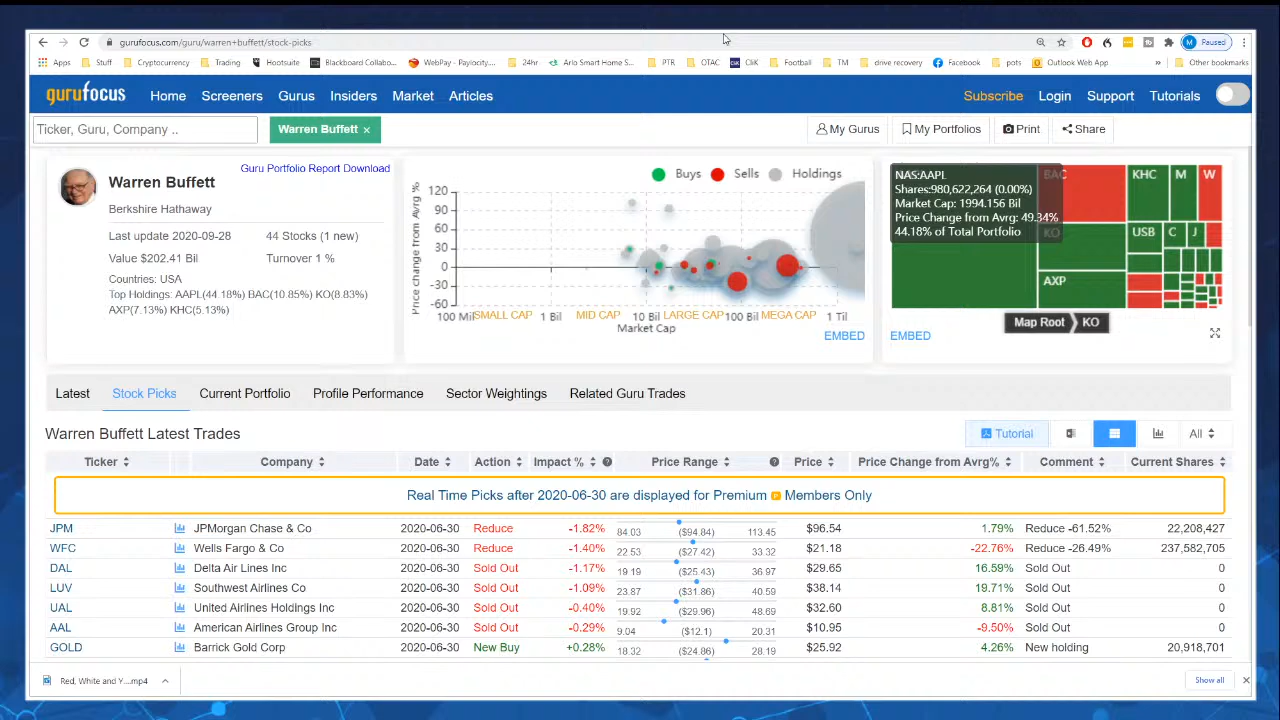 gurufocus.com/guru/warren+buffett/stock-picks
M Paused
Apps Stuff Cryptocurrency Trading Hootsuite Blackboard Collabo... WebPay - Paylocity... 24hr Arlo Smart Home S... PTR OTAC CliK Football TM drive recovery Facebook pots Outlook Web App » Other bookmarks
gurufocus Home Screeners Gurus Insiders Market Articles Subscribe Login Support Tutorials
Ticker, Guru, Company .. Warren Buffett × My Gurus My Portfolios Print Share
Guru Portfolio Report Download
Warren Buffett
Berkshire Hathaway
Last update 2020-09-28 44 Stocks (1 new)
Value $202.41 Bil Turnover 1 %
Countries: USA
Top Holdings: AAPL(44.18%) BAC(10.85%) KO(8.83%)
AXP(7.13%) KHC(5.13%)
Buys Sells Holdings
Price change from Avrg %
120
90
60
30
0
-30
-60
100 Mil SMALL CAP 1 Bil MID CAP 10 Bil LARGE CAP 100 Bil MEGA CAP 1 Til
Market Cap
EMBED
NAS:AAPL
Shares:980,622,264 (0.00%)
Market Cap: 1994.156 Bil
Price Change from Avrg: 49.34%
44.18% of Total Portfolio
BAC KHC M W
KO USB C J
AXP
Map Root KO
EMBED
Latest Stock Picks Current Portfolio Profile Performance Sector Weightings Related Guru Trades
Warren Buffett Latest Trades Tutorial All
Ticker Company Date Action Impact % Price Range Price Price Change from Avrg% Comment Current Shares
Real Time Picks after 2020-06-30 are displayed for Premium P Members Only
JPM JPMorgan Chase & Co 2020-06-30 Reduce -1.82% 84.03 ($94.84) 113.45 $96.54 1.79% Reduce -61.52% 22,208,427
WFC Wells Fargo & Co 2020-06-30 Reduce -1.40% 22.53 ($27.42) 33.32 $21.18 -22.76% Reduce -26.49% 237,582,705
DAL Delta Air Lines Inc 2020-06-30 Sold Out -1.17% 19.19 ($25.43) 36.97 $29.65 16.59% Sold Out 0
LUV Southwest Airlines Co 2020-06-30 Sold Out -1.09% 23.87 ($31.86) 40.59 $38.14 19.71% Sold Out 0
UAL United Airlines Holdings Inc 2020-06-30 Sold Out -0.40% 19.92 ($29.96) 48.69 $32.60 8.81% Sold Out 0
AAL American Airlines Group Inc 2020-06-30 Sold Out -0.29% 9.04 ($12.1) 20.31 $10.95 -9.50% Sold Out 0
GOLD Barrick Gold Corp 2020-06-30 New Buy +0.28% 18.32 ($24.86) 28.19 $25.92 4.26% New holding 20,918,701
Red, White and Y....mp4 Show all